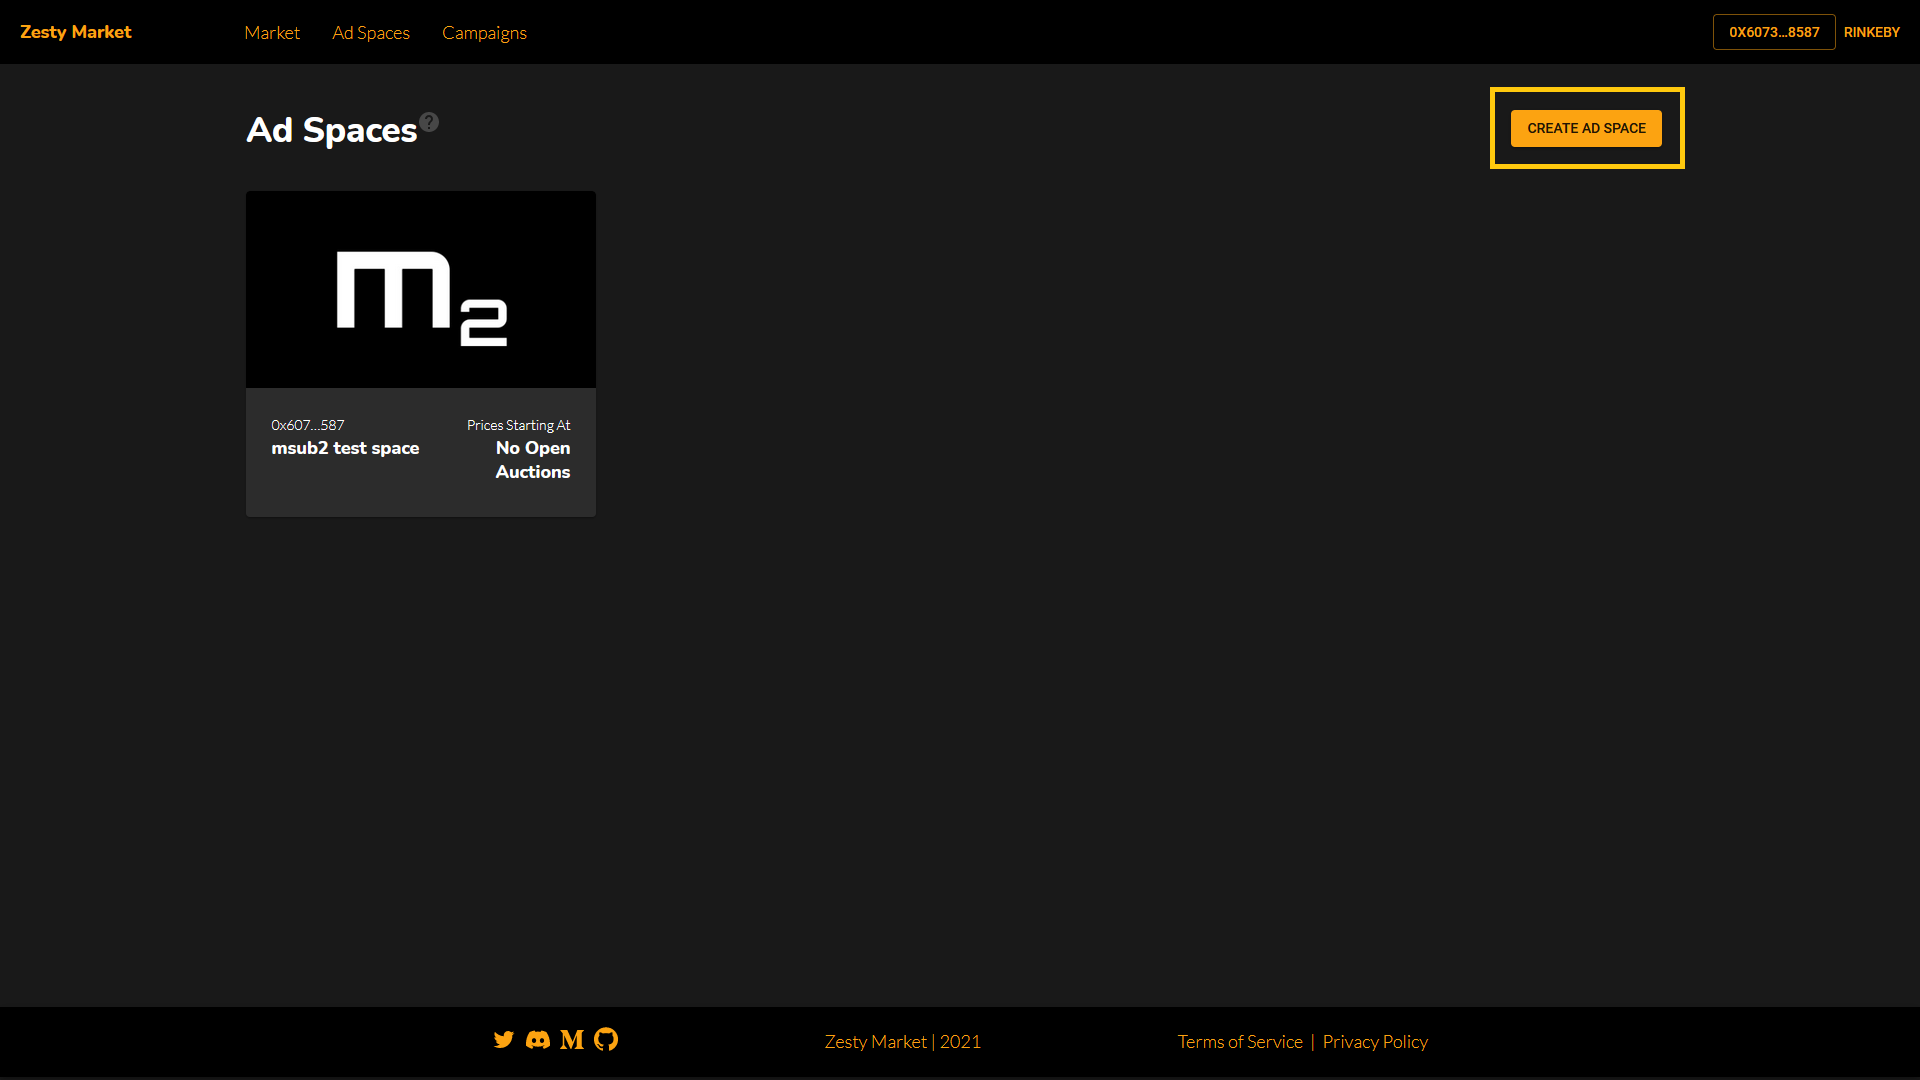 Zesty Market
Market
Ad Spaces
Campaigns
0X6073...8587
RINKEBY
Ad Spaces
?
CREATE AD SPACE
m2
0x607...587
msub2 test space
Prices Starting At
No Open
Auctions
M
Zesty Market | 2021
Terms of Service | Privacy Policy